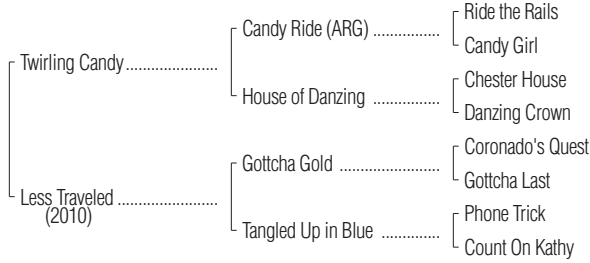 Ride the Rails
Candy Ride (ARG) ................
Candy Girl
Twirling Candy ......................
Chester House
House of Danzing ................
Danzing Crown
Coronado's Quest
Gottcha Gold ........................
Gottcha Last
Less Traveled ........................
(2010)
Phone Trick
Tangled Up in Blue ..............
Count On Kathy